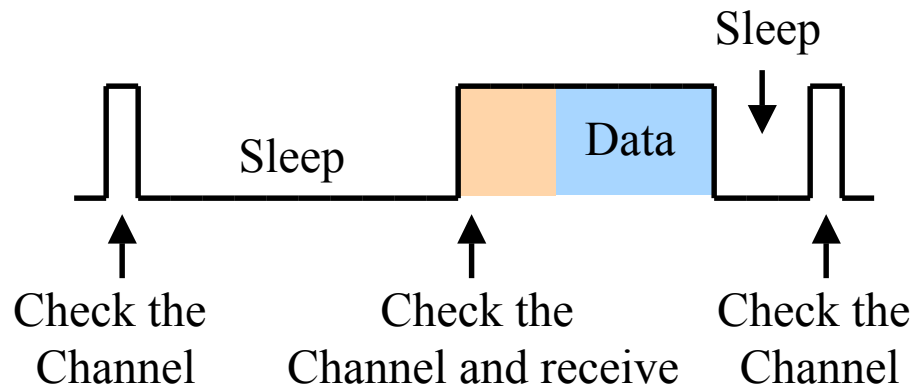 Sleep
Sleep
Data
Check the
Channel
Check the
Channel and receive
Check the
Channel